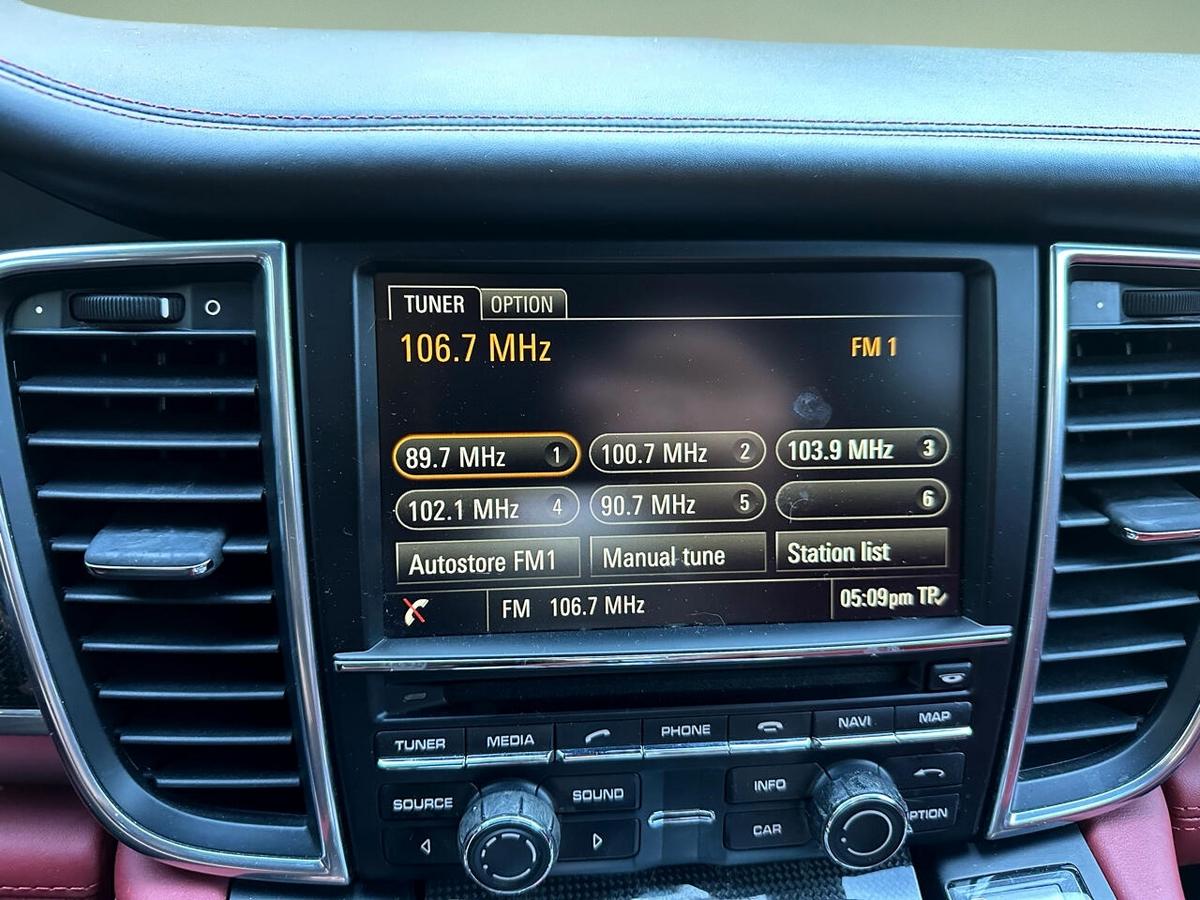 TUNER OPTION
106.7 MHz FM 1
89.7 MHz 1 100.7 MHz 2 103.9 MHz 3
102.1 MHz 4 90.7 MHz 5 6
Autostore FM1 Manual tune Station list
FM 106.7 MHz 05:09pm TP
TUNER MEDIA PHONE NAVI MAP
SOURCE SOUND INFO
CAR PTION